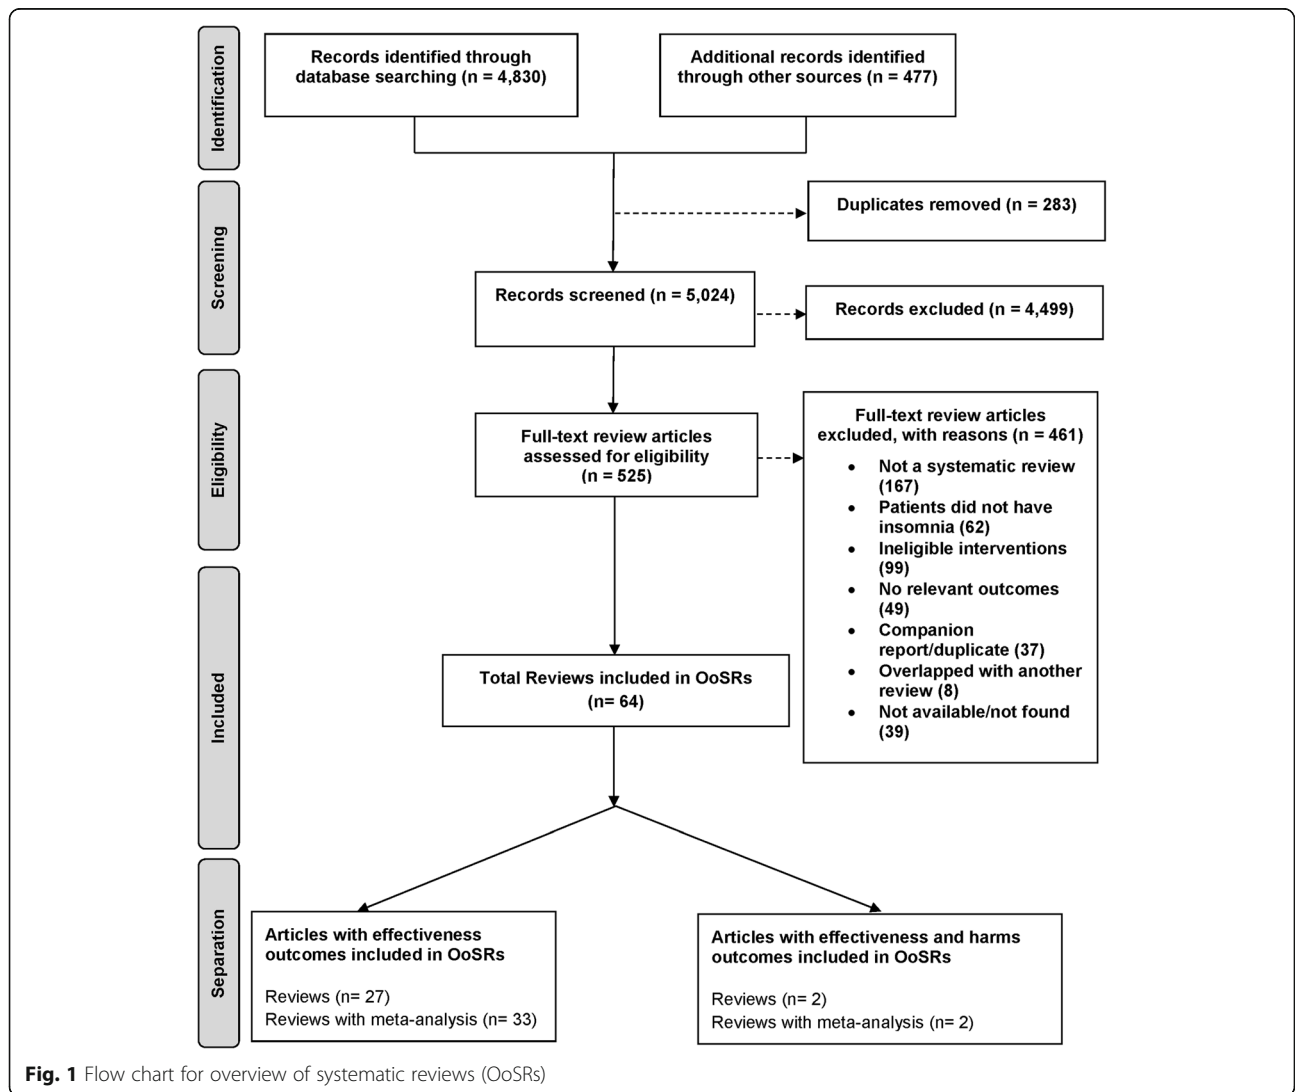 Identification
Records identified through
database searching (n = 4,830)
Additional records identified
through other sources (n = 477)
Screening
Duplicates removed (n = 283)
Records screened (n = 5,024)
Records excluded (n = 4,499)
Eligibility
Full-text review articles
assessed for eligibility
(n = 525)
Full-text review articles
excluded, with reasons (n = 461)
• Not a systematic review
(167)
• Patients did not have
insomnia (62)
• Ineligible interventions
(99)
• No relevant outcomes
(49)
• Companion
report/duplicate (37)
• Overlapped with another
review (8)
• Not available/not found
(39)
Included
Total Reviews included in OoSRs
(n= 64)
Separation
Articles with effectiveness
outcomes included in OoSRs
Reviews (n= 27)
Reviews with meta-analysis (n= 33)
Articles with effectiveness and harms
outcomes included in OoSRs
Reviews (n= 2)
Reviews with meta-analysis (n= 2)
Fig. 1 Flow chart for overview of systematic reviews (OoSRs)